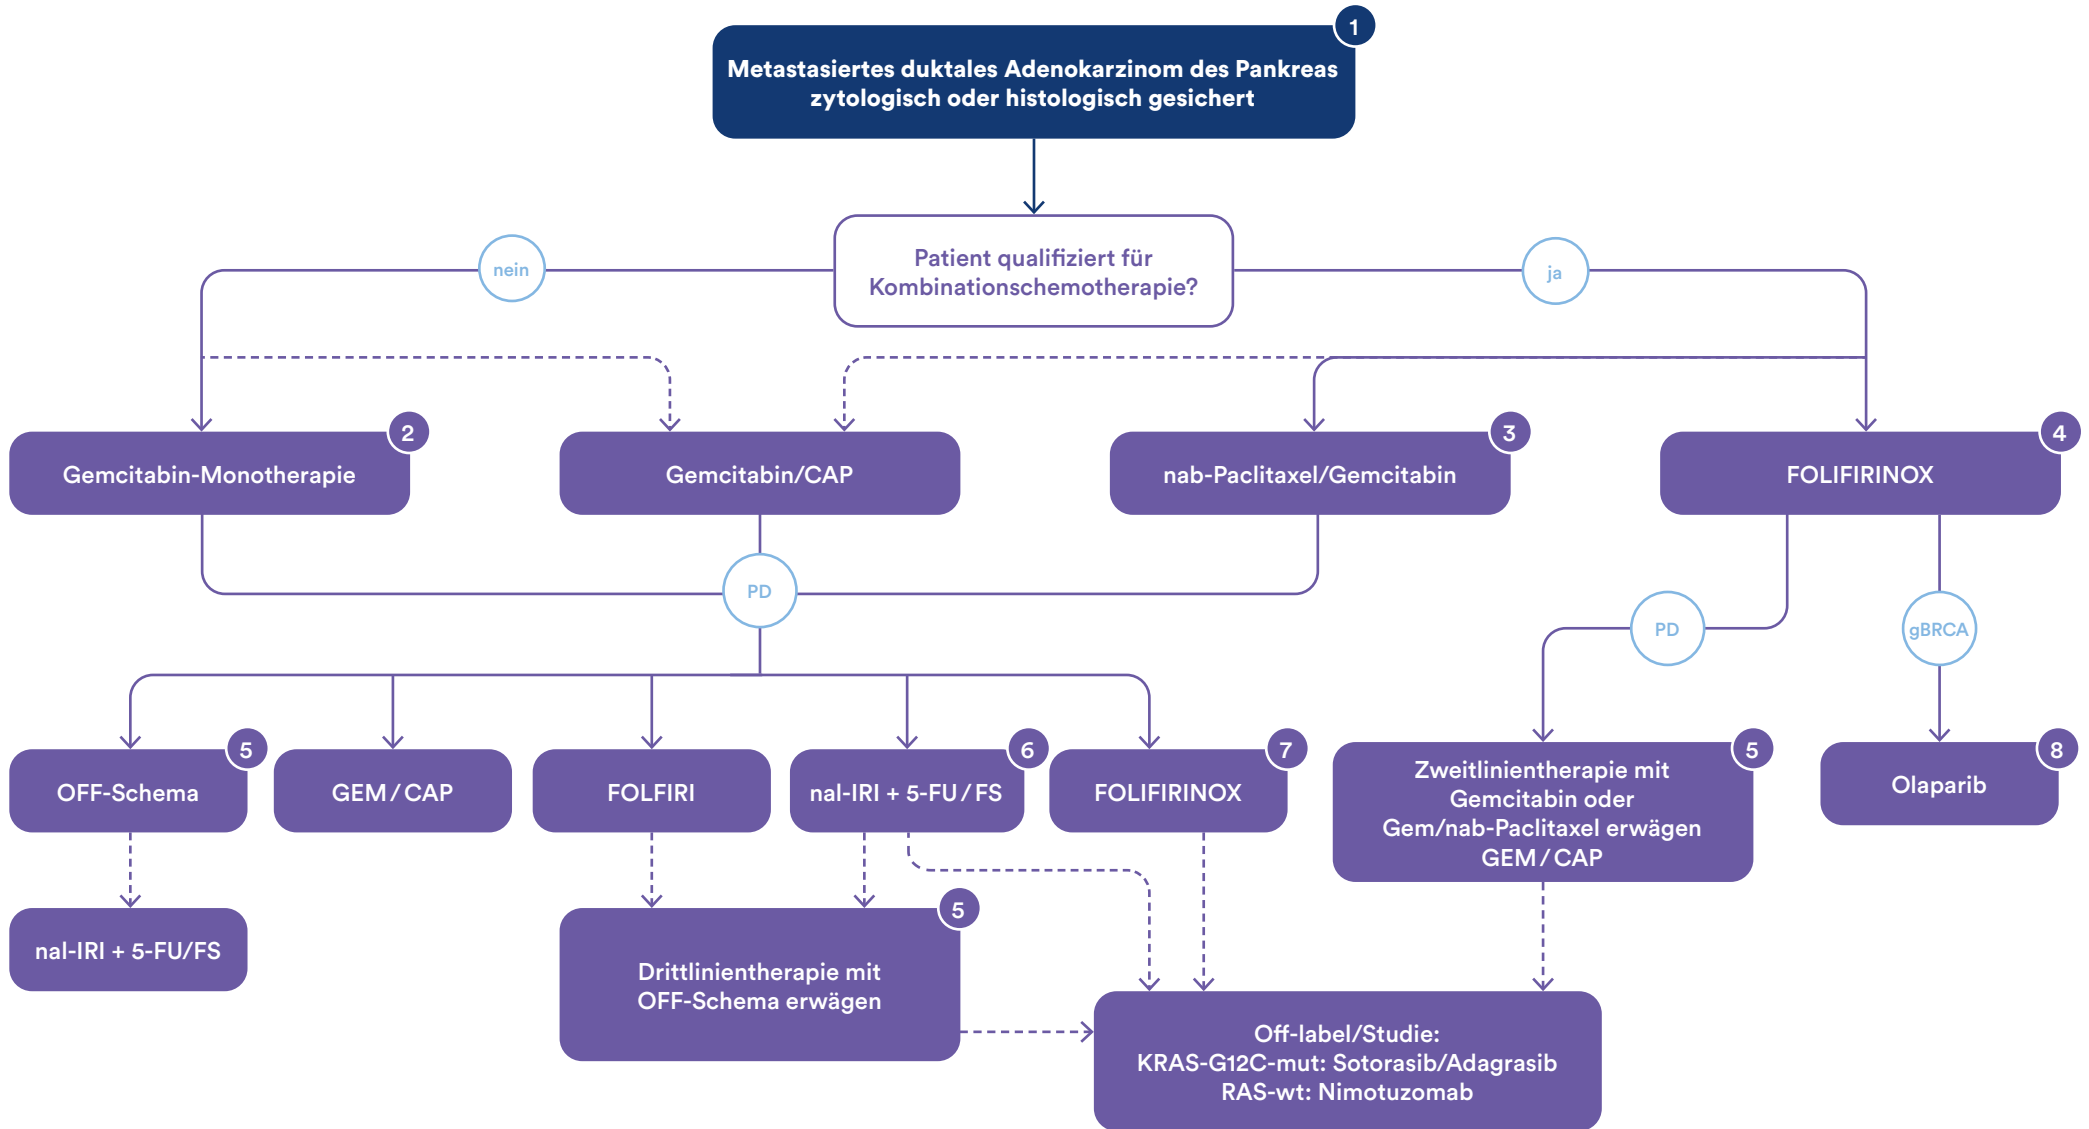 1
Metastasiertes duktales Adenokarzinom des Pankreas
zytologisch oder histologisch gesichert
Patient qualifiziert für
Kombinationschemotherapie?
nein
ja
2
Gemcitabin-Monotherapie
Gemcitabin/CAP
3
nab-Paclitaxel/Gemcitabin
4
FOLIFIRINOX
PD
PD
gBRCA
5
OFF-Schema
GEM / CAP
FOLFIRI
6
nal-IRI + 5-FU / FS
7
FOLIFIRINOX
5
Zweitlinientherapie mit
Gemcitabin oder
Gem/nab-Paclitaxel erwägen
GEM / CAP
8
Olaparib
nal-IRI + 5-FU/FS
5
Drittlinientherapie mit
OFF-Schema erwägen
Off-label/Studie:
KRAS-G12C-mut: Sotorasib/Adagrasib
RAS-wt: Nimotuzomab